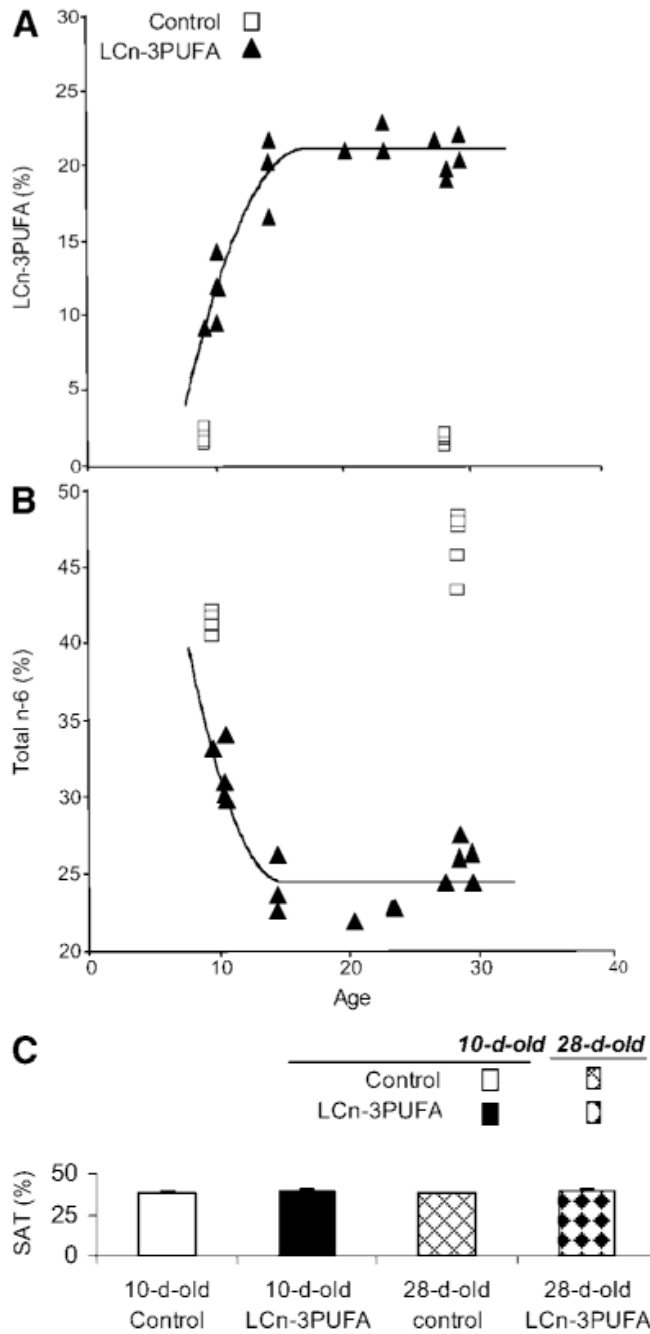 A
Control
LCn-3PUFA
30
25
20
15
10
5
0
LCn-3PUFA (%)
B
50
45
40
35
30
25
20
Total n-6 (%)
0 10 20 30 40
Age
C
10-d-old 28-d-old
Control
LCn-3PUFA
50
25
0
SAT (%)
10-d-old 10-d-old 28-d-old 28-d-old
Control LCn-3PUFA control LCn-3PUFA